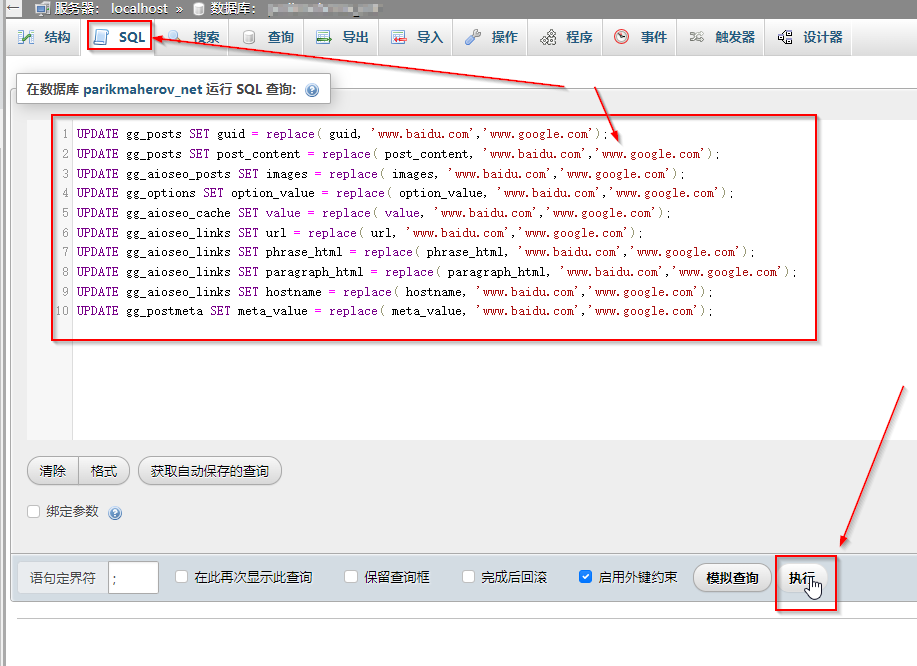 服务器: localhost » 数据库:
结构 SQL 搜索 查询 导出 导入 操作 程序 事件 触发器 设计器
在数据库 parikmaherov_net 运行 SQL 查询:
1 UPDATE gg_posts SET guid = replace( guid, 'www.baidu.com','www.google.com');
2 UPDATE gg_posts SET post_content = replace( post_content, 'www.baidu.com','www.google.com');
3 UPDATE gg_aioseo_posts SET images = replace( images, 'www.baidu.com','www.google.com');
4 UPDATE gg_options SET option_value = replace( option_value, 'www.baidu.com','www.google.com');
5 UPDATE gg_aioseo_cache SET value = replace( value, 'www.baidu.com','www.google.com');
6 UPDATE gg_aioseo_links SET url = replace( url, 'www.baidu.com','www.google.com');
7 UPDATE gg_aioseo_links SET phrase_html = replace( phrase_html, 'www.baidu.com','www.google.com');
8 UPDATE gg_aioseo_links SET paragraph_html = replace( paragraph_html, 'www.baidu.com','www.google.com');
9 UPDATE gg_aioseo_links SET hostname = replace( hostname, 'www.baidu.com','www.google.com');
10 UPDATE gg_postmeta SET meta_value = replace( meta_value, 'www.baidu.com','www.google.com');
清除 格式 获取自动保存的查询
绑定参数
语句定界符 ; 在此再次显示此查询 保留查询框 完成后回滚 启用外键约束 模拟查询 执行